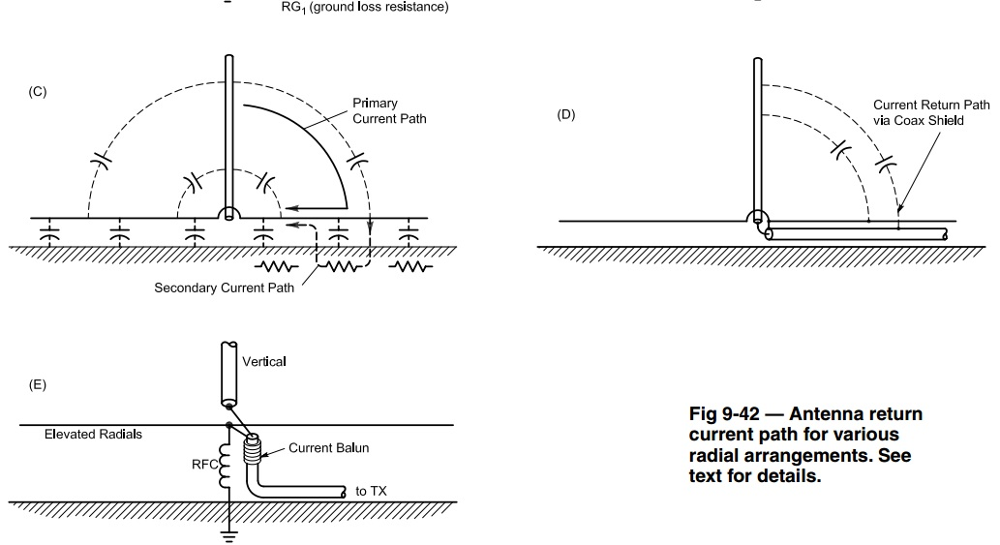 RG1 (ground loss resistance)
(C)
Primary
Current Path
Secondary Current Path
(D)
Current Return Path
via Coax Shield
(E)
Vertical
Elevated Radials
Current Balun
RFC
to TX
Fig 9-42 — Antenna return
current path for various
radial arrangements. See
text for details.